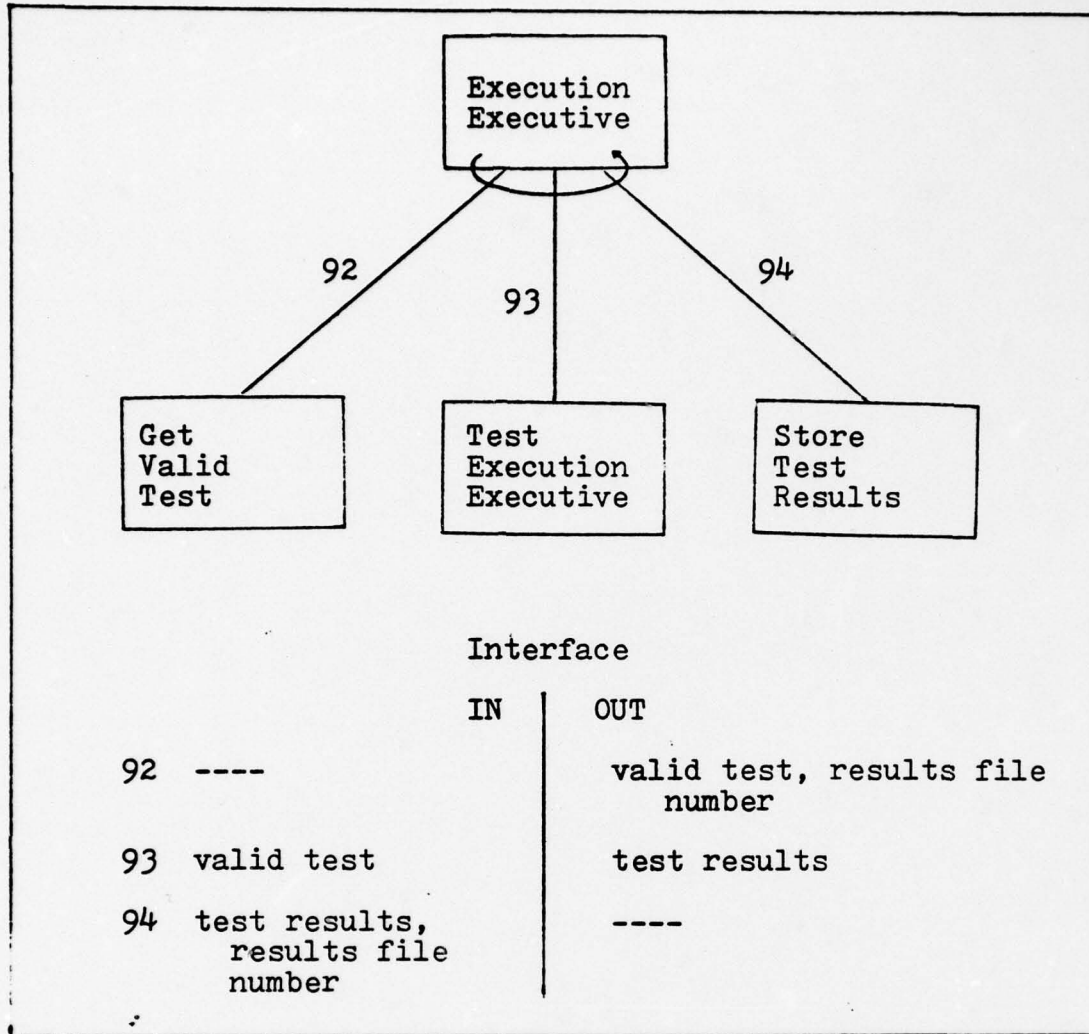 Execution
Executive
92
93
94
Get
Valid
Test
Test
Execution
Executive
Store
Test
Results
Interface
IN OUT
92 ---- valid test, results file
number
93 valid test test results
94 test results, ----
results file
number